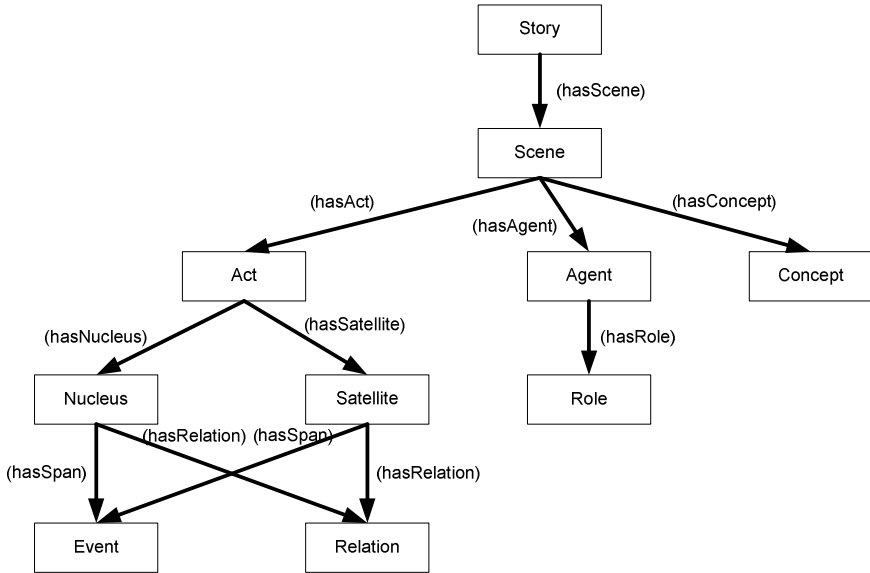 Story
(hasScene)
Scene
(hasAct)
(hasAgent)
(hasConcept)
Act
Agent
Concept
(hasNucleus)
(hasSatellite)
(hasRole)
Nucleus
Satellite
Role
(hasSpan)
(hasRelation)
(hasSpan)
(hasRelation)
Event
Relation